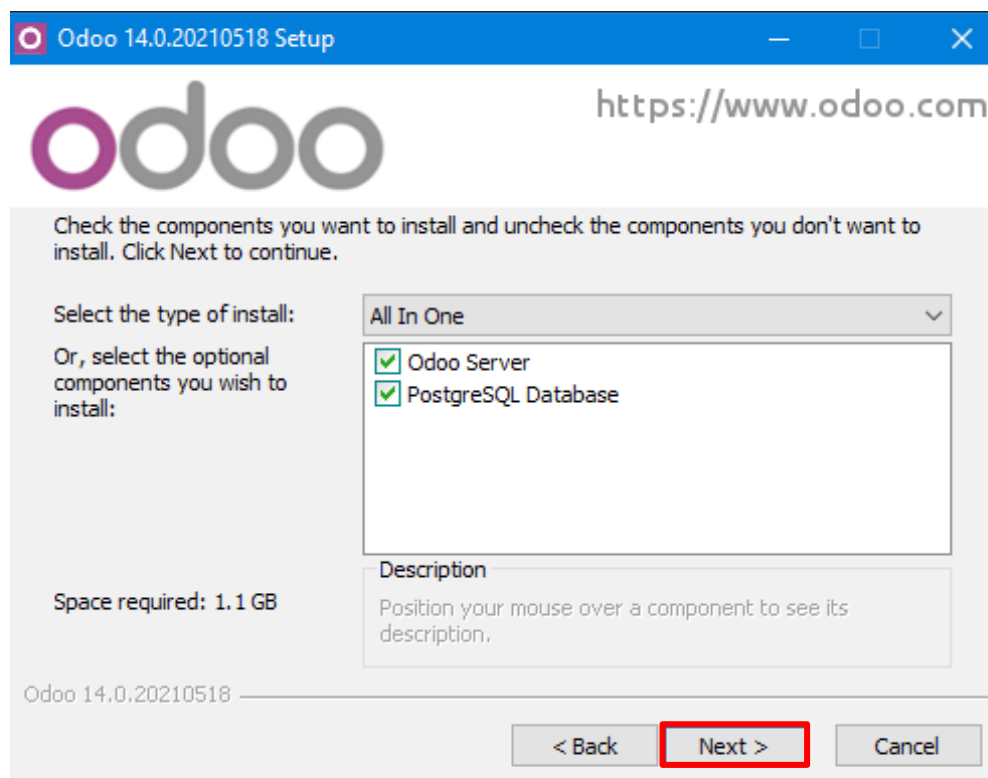 Odoo 14.0.20210518 Setup
odoo
https://www.odoo.com
Check the components you want to install and uncheck the components you don't want to
install. Click Next to continue.
Select the type of install:
All In One
Or, select the optional
components you wish to
install:
Odoo Server
PostgreSQL Database
Space required: 1.1 GB
Description
Position your mouse over a component to see its
description.
Odoo 14.0.20210518
< Back
Next >
Cancel